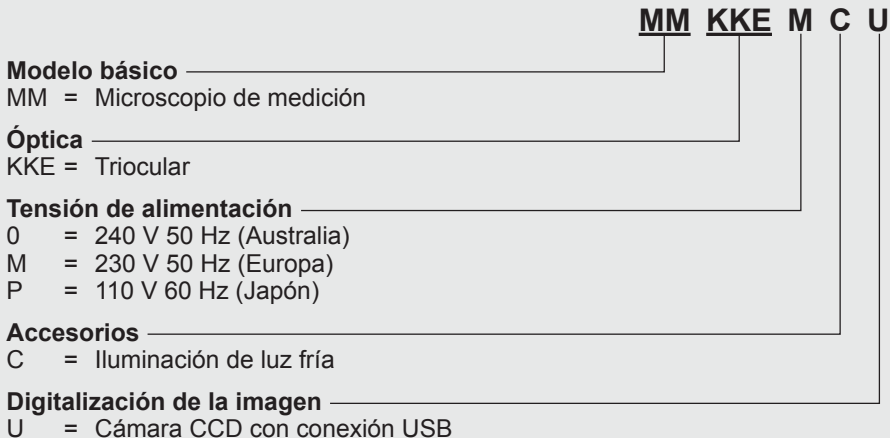 MM KKE M C U
Modelo básico
MM = Microscopio de medición
Óptica
KKE = Triocular
Tensión de alimentación
0 = 240 V 50 Hz (Australia)
M = 230 V 50 Hz (Europa)
P = 110 V 60 Hz (Japón)
Accesorios
C = Iluminación de luz fría
Digitalización de la imagen
U = Cámara CCD con conexión USB